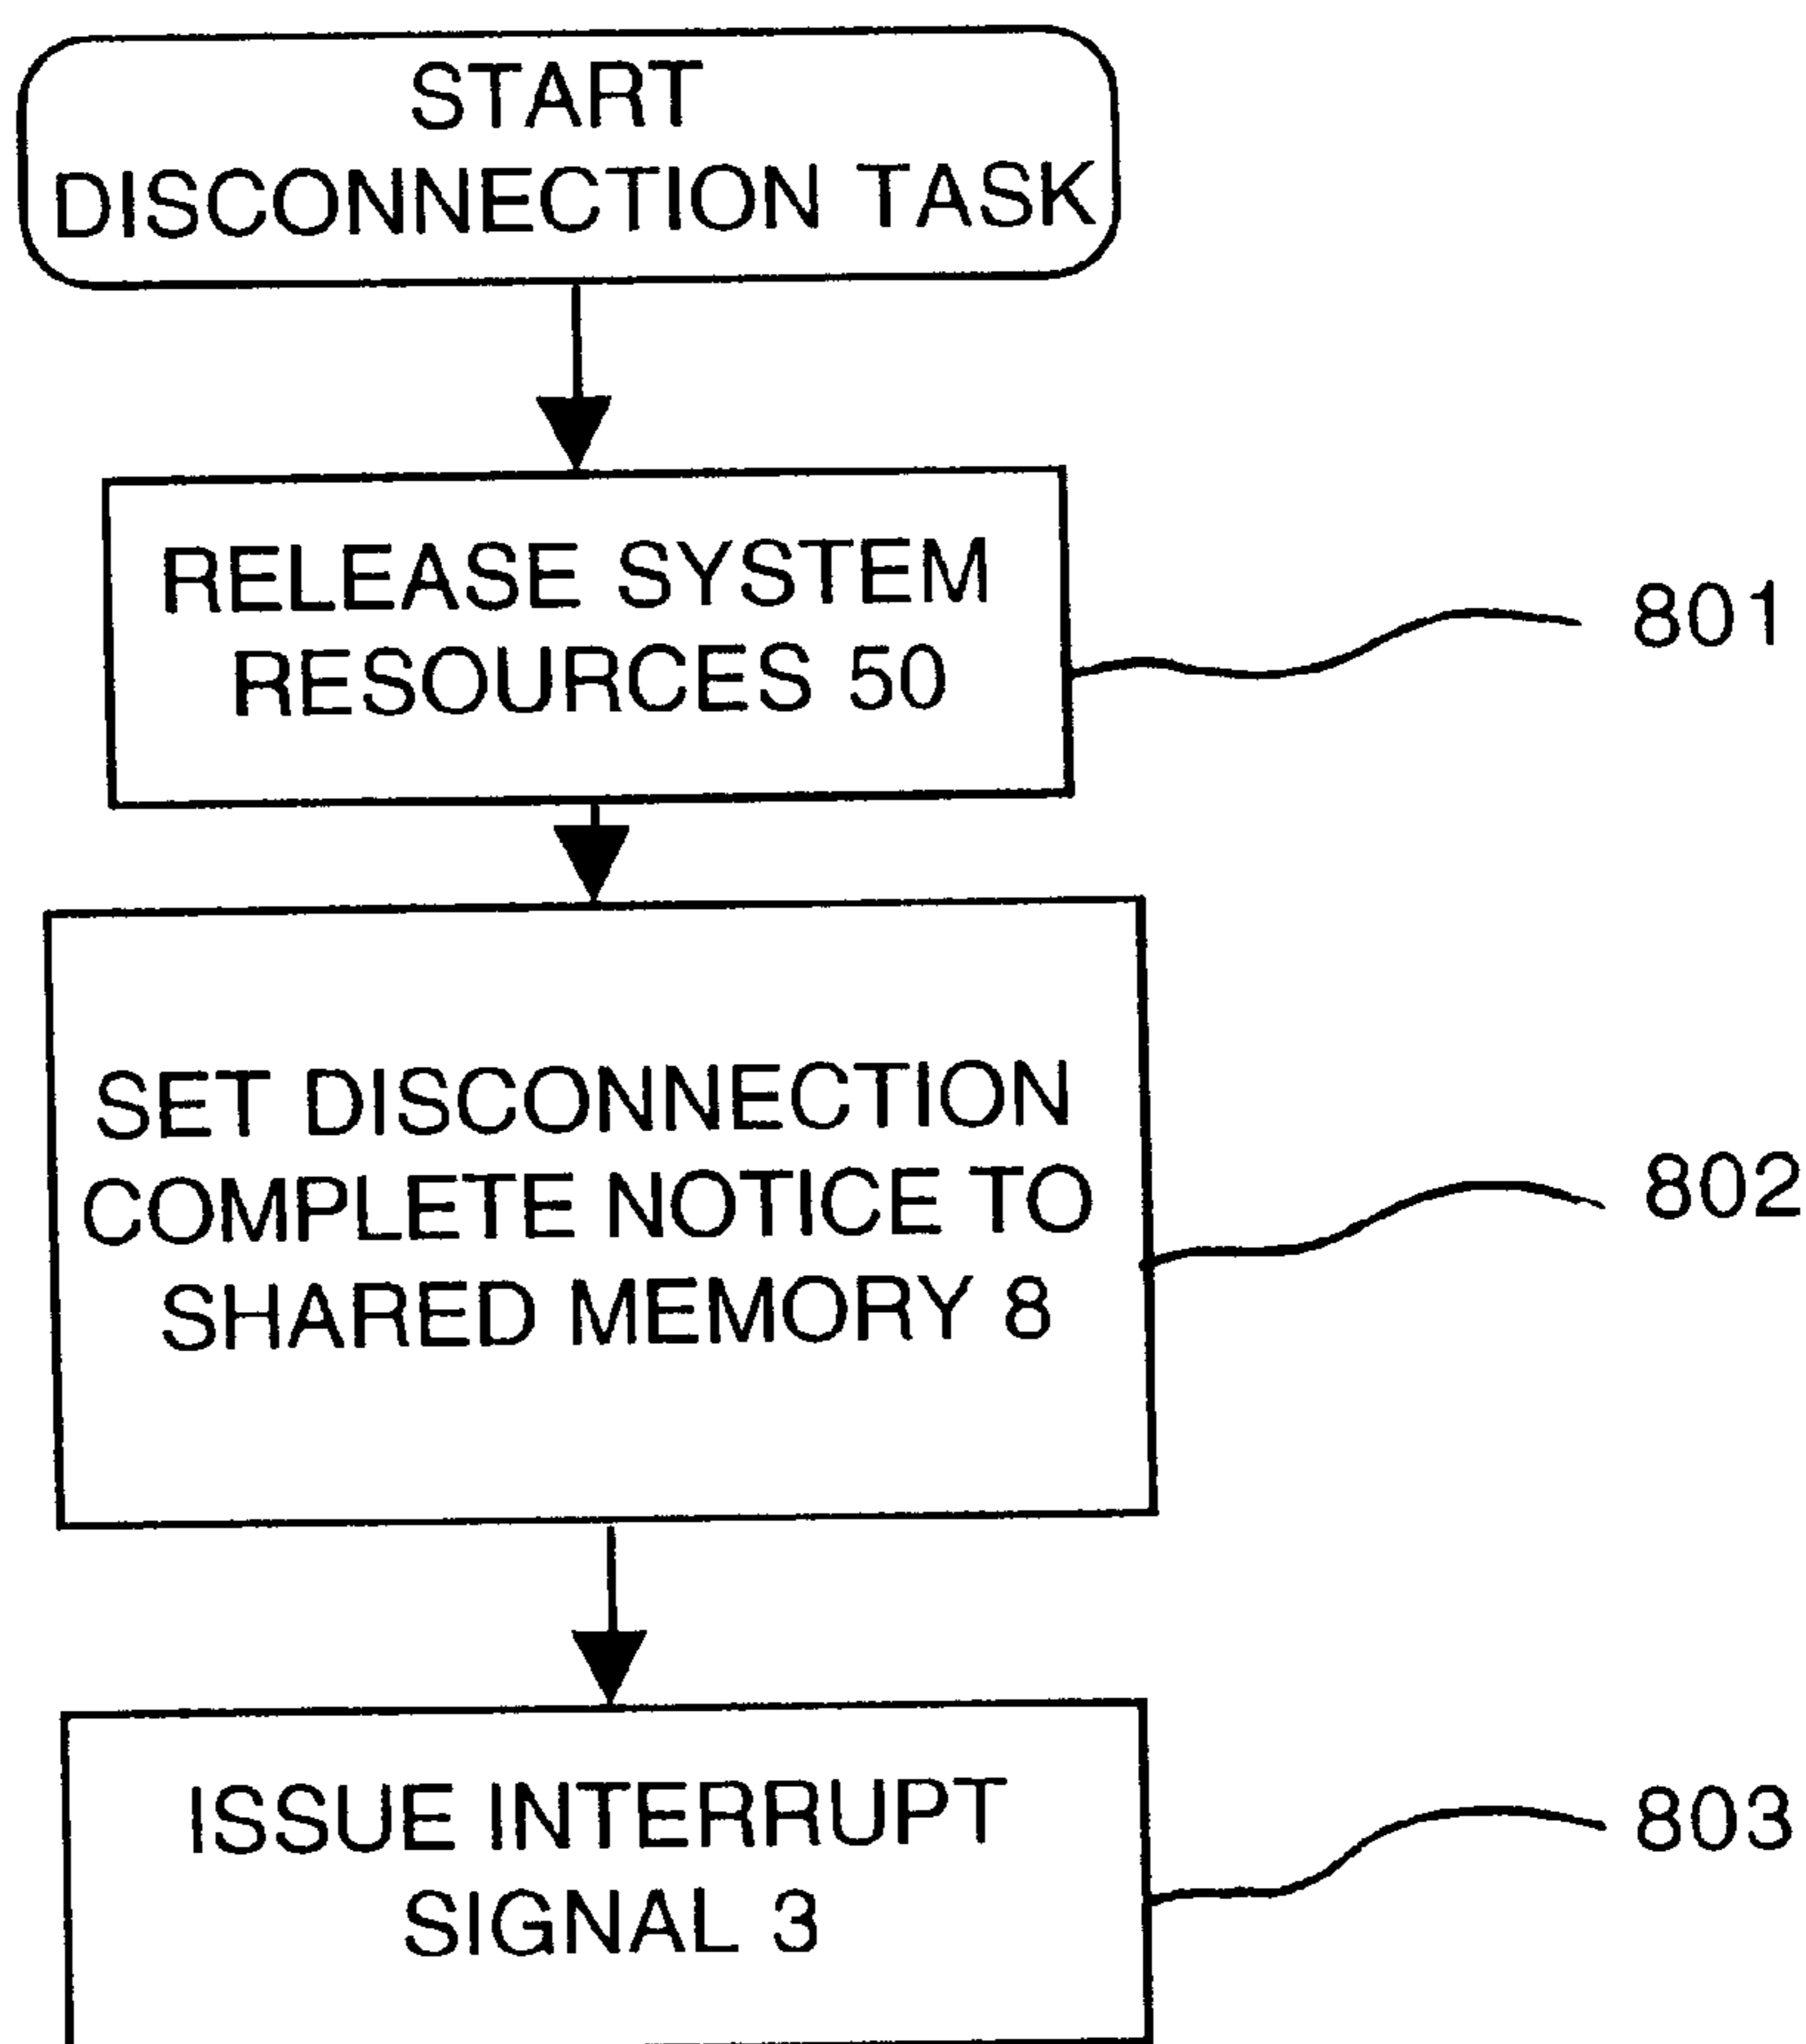 START
DISCONNECTION TASK
RELEASE SYSTEM
RESOURCES 50
801
SET DISCONNECTION
COMPLETE NOTICE TO
SHARED MEMORY 8
802
ISSUE INTERRUPT
SIGNAL 3
803